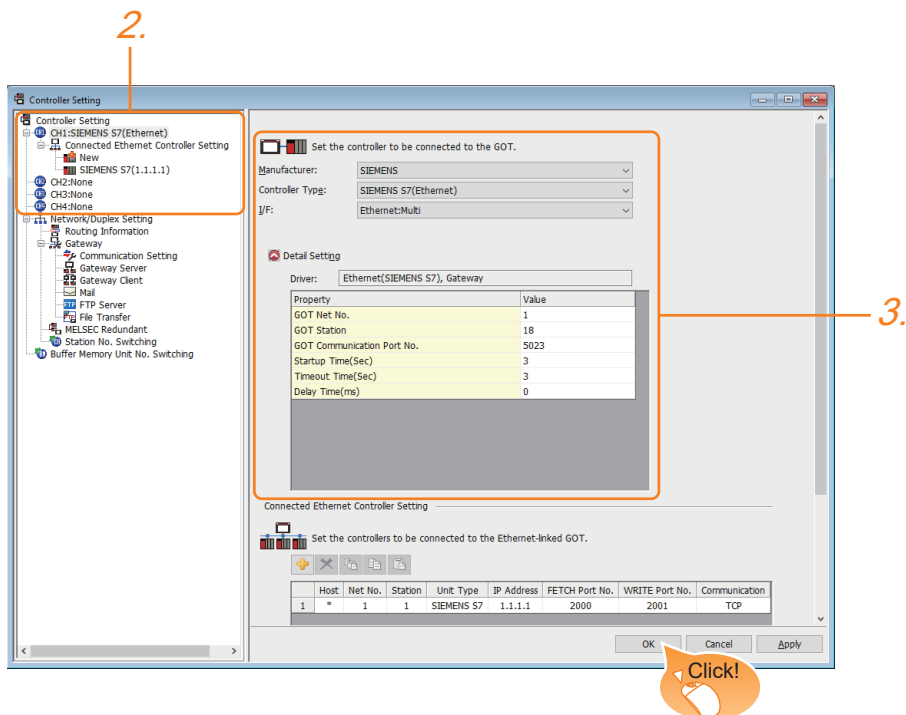 2.
Controller Setting
Controller Setting
CH1:SIEMENS S7(Ethernet)
Connected Ethernet Controller Setting
New
SIEMENS S7(1.1.1.1)
CH2:None
CH3:None
CH4:None
Network/Duplex Setting
Routing Information
Gateway
Communication Setting
Gateway Server
Gateway Client
Mail
FTP Server
File Transfer
MELSEC Redundant
Station No. Switching
Buffer Memory Unit No. Switching
Set the controller to be connected to the GOT.
Manufacturer: SIEMENS
Controller Type: SIEMENS S7(Ethernet)
I/F: Ethernet:Multi
Detail Setting
Driver: Ethernet(SIEMENS S7), Gateway
Property Value
GOT Net No. 1
GOT Station 18
GOT Communication Port No. 5023
Startup Time(Sec) 3
Timeout Time(Sec) 3
Delay Time(ms) 0
3.
Connected Ethernet Controller Setting
Set the controllers to be connected to the Ethernet-linked GOT.
Host Net No. Station Unit Type IP Address FETCH Port No. WRITE Port No. Communication
1 * 1 1 SIEMENS S7 1.1.1.1 2000 2001 TCP
OK Cancel Apply
Click!